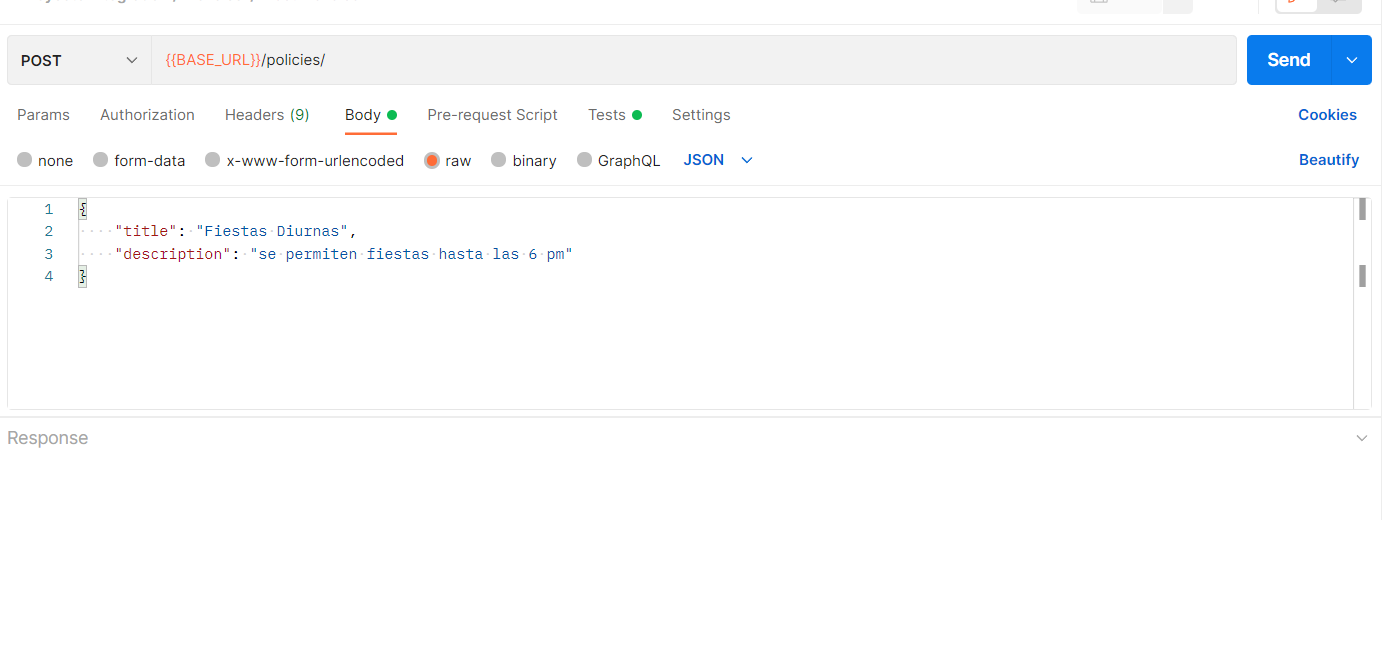 POST {{BASE_URL}}/policies/ Send
Params Authorization Headers (9) Body Pre-request Script Tests Settings Cookies
none form-data x-www-form-urlencoded raw binary GraphQL JSON Beautify
1 {
2 "title": "Fiestas Diurnas",
3 "description": "se permiten fiestas hasta las 6 pm"
4 }
Response